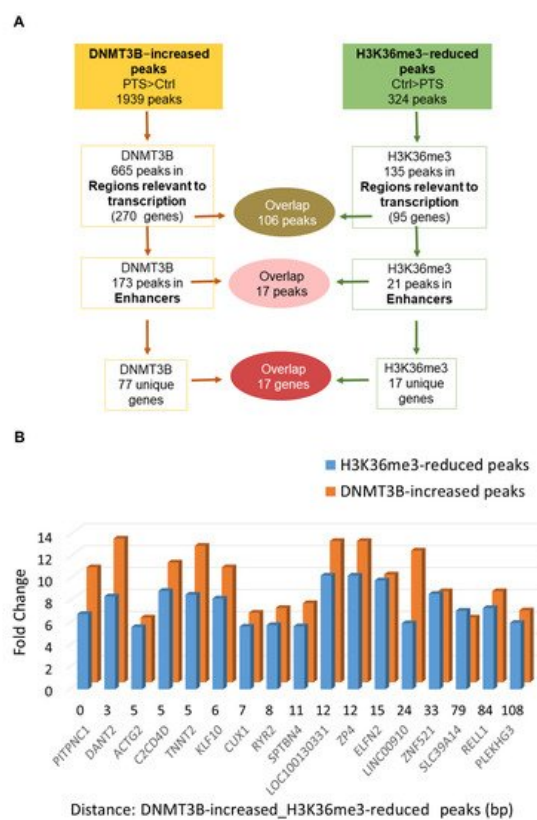 A
DNMT3B–increased
peaks
PTS>Ctrl
1939 peaks
H3K36me3–reduced
peaks
Ctrl>PTS
324 peaks
DNMT3B
665 peaks in
Regions relevant to
transcription
(270 genes)
Overlap
106 peaks
H3K36me3
135 peaks in
Regions relevant to
transcription
(95 genes)
DNMT3B
173 peaks in
Enhancers
Overlap
17 peaks
H3K36me3
21 peaks in
Enhancers
DNMT3B
77 unique
genes
Overlap
17 genes
H3K36me3
17 unique
genes
B
H3K36me3-reduced peaks
DNMT3B-increased peaks
Fold Change
14
12
10
8
6
4
2
0
0 3 5 5 5 6 7 8 11 12 12 15 24 33 79 84 108
PITPNC1
DANT2
ACTG2
C2CD4D
TNNT2
KLF10
CUX1
RYR2
SPTBN4
LOC100130331
ZP4
ELFN2
LINC00910
ZNF521
SLC39A14
RELL1
PLEKHG3
Distance: DNMT3B-increased_H3K36me3-reduced peaks (bp)